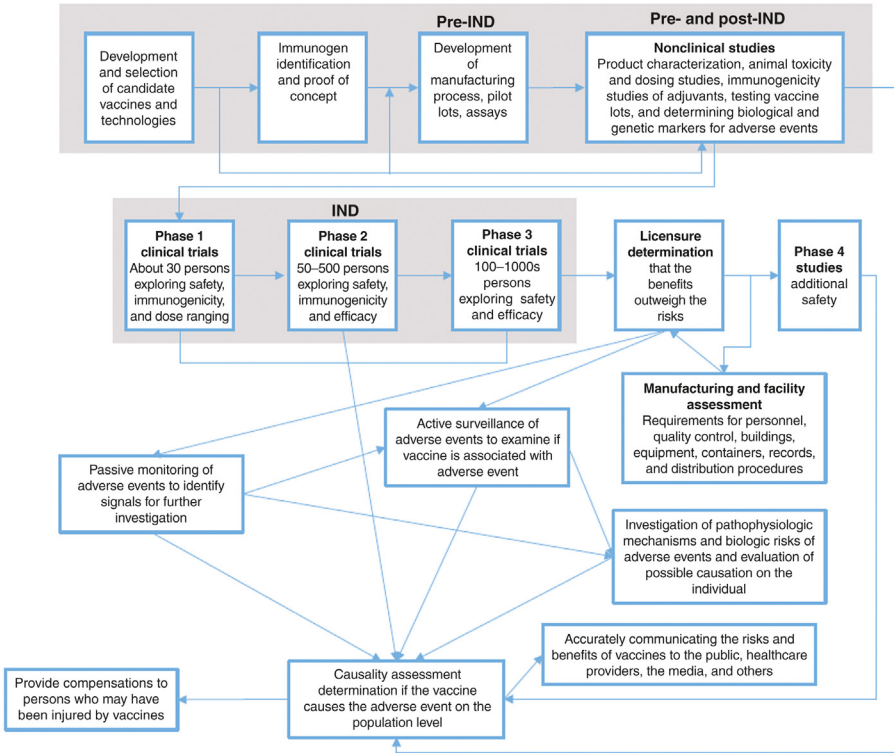 Pre-IND
Pre- and post-IND
Development
and selection
of candidate
vaccines and
technologies
Immunogen
identification
and proof of
concept
Development
of
manufacturing
process, pilot
lots, assays
Nonclinical studies
Product characterization, animal toxicity
and dosing studies, immunogenicity
studies of adjuvants, testing vaccine
lots, and determining biological and
genetic markers for adverse events
IND
Phase 1
clinical trials
About 30 persons
exploring safety,
immunogenicity,
and dose ranging
Phase 2
clinical trials
50–500 persons
exploring safety,
immunogenicity
and efficacy
Phase 3
clinical trials
100–1000s
persons
exploring safety
and efficacy
Licensure
determination
that the
benefits
outweigh the
risks
Phase 4
studies
additional
safety
Manufacturing and facility
assessment
Requirements for personnel,
quality control, buildings,
equipment, containers, records,
and distribution procedures
Active surveillance of
adverse events to examine if
vaccine is associated with
adverse event
Passive monitoring of
adverse events to identify
signals for further
investigation
Investigation of pathophysiologic
mechanisms and biologic risks of
adverse events and evaluation of
possible causation on the
individual
Accurately communicating the risks and
benefits of vaccines to the public, healthcare
providers, the media, and others
Causality assessment
determination if the vaccine
causes the adverse event on the
population level
Provide compensations to
persons who may have
been injured by vaccines